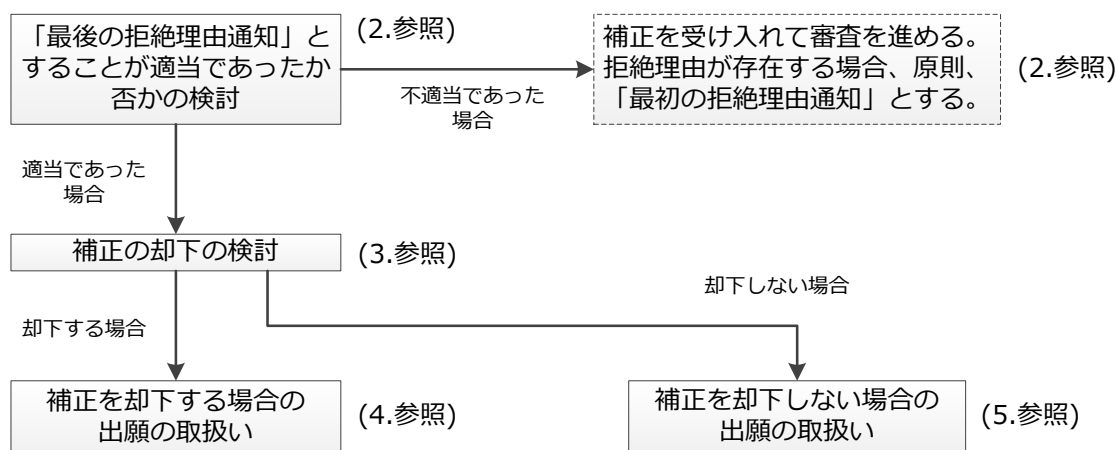 「最後の拒絶理由通知」と
することが適当であったか
否かの検討
(2.参照)
不適当であった
場合
補正を受け入れて審査を進める。
拒絶理由が存在する場合、原則、
「最初の拒絶理由通知」とする。
(2.参照)
適当であった
場合
補正の却下の検討
(3.参照)
却下する場合
却下しない場合
補正を却下する場合の
出願の取扱い
(4.参照)
補正を却下しない場合の
出願の取扱い
(5.参照)